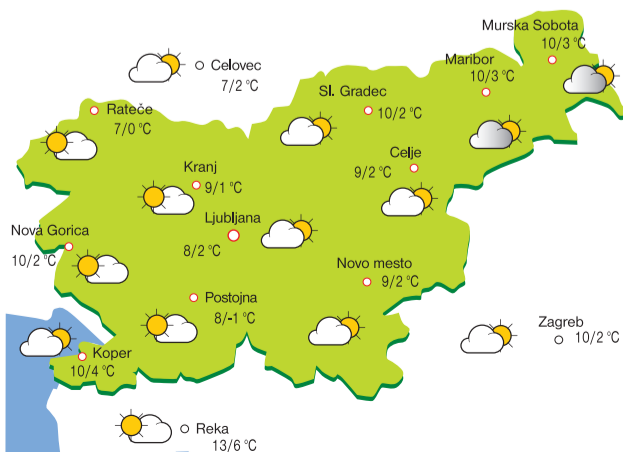 Murska Sobota
10/3 °C
Maribor
10/3 °C
Celovec
7/2 °C
Sl. Gradec
10/2 °C
Rateče
7/0 °C
Celje
9/2 °C
Kranj
9/1 °C
Ljubljana
8/2 °C
Nova Gorica
10/2 °C
Novo mesto
9/2 °C
Postojna
8/-1 °C
Zagreb
10/2 °C
Koper
10/4 °C
Reka
13/6 °C